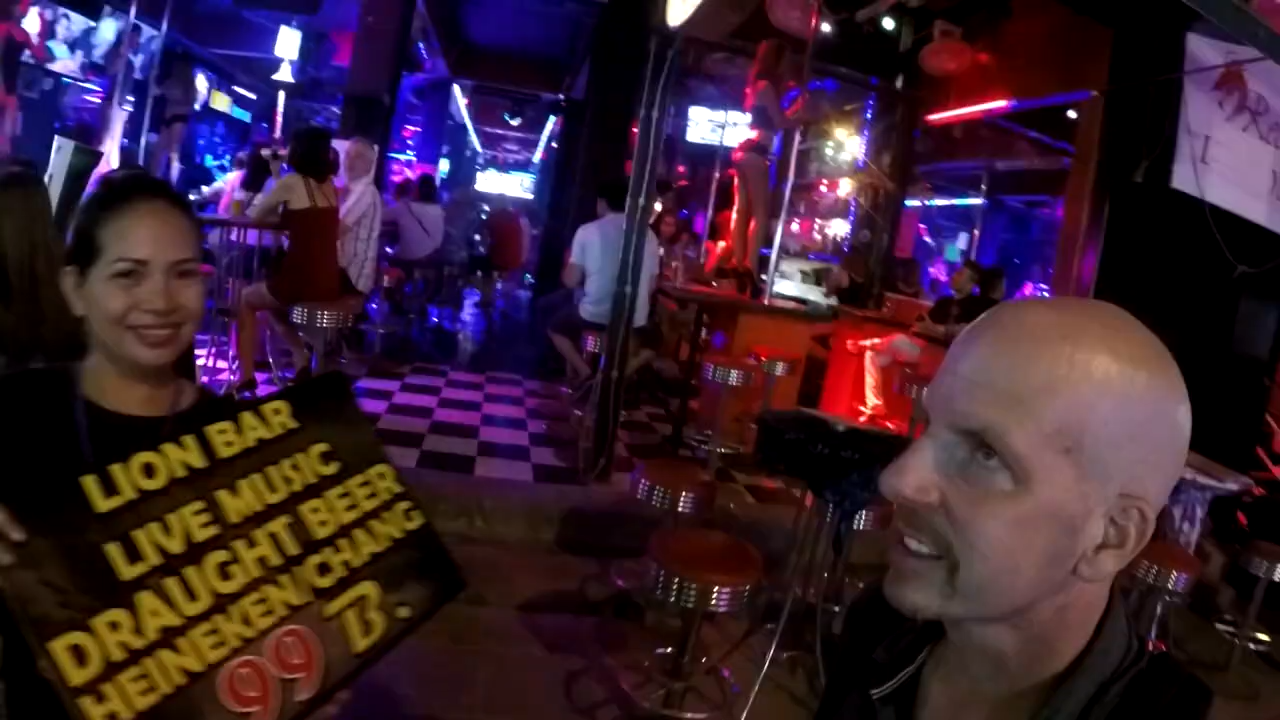 LION BAR
LIVE MUSIC
DRAUGHT BEER
HEINEKEN/CHANG
99 B.